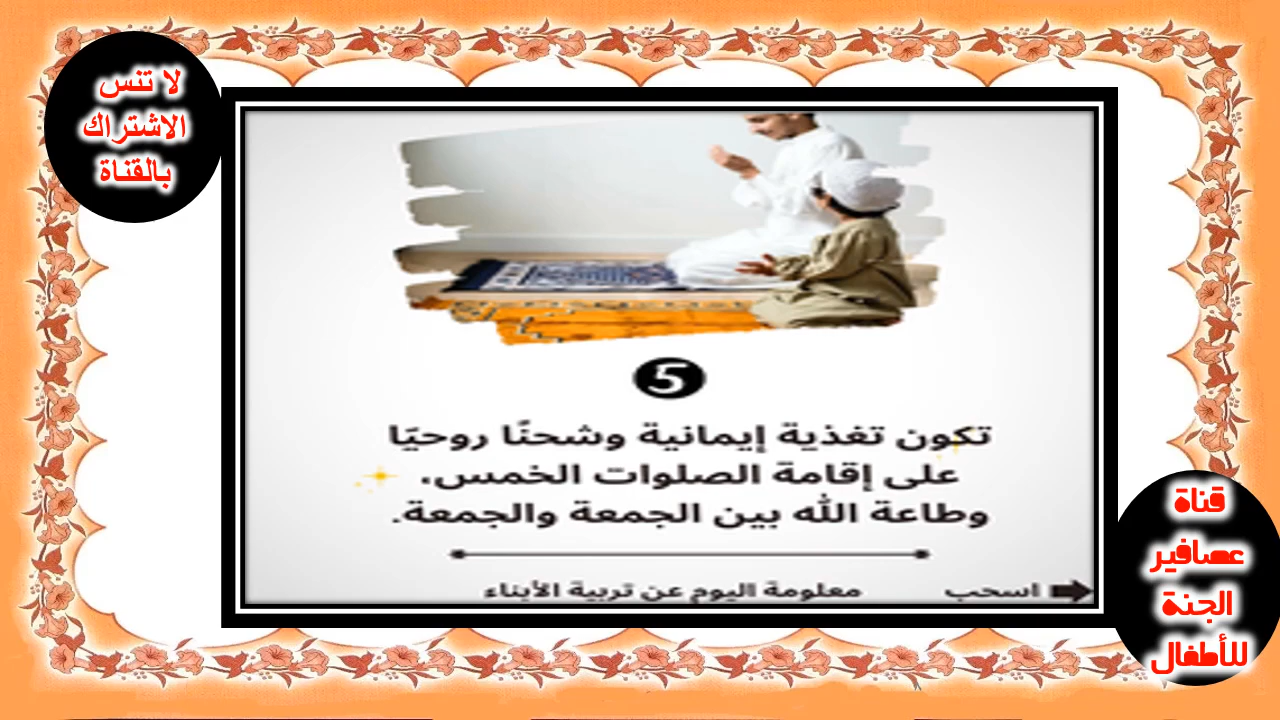 لا تنس
الاشتراك
بالقناة
5
تكون تغذية إيمانية وشحنًا روحيًا
على إقامة الصلوات الخمس،
وطاعة الله بين الجمعة والجمعة.
اسحب
معلومة اليوم عن تربية الأبناء
قناة
عصافير
الجنة
للأطفال